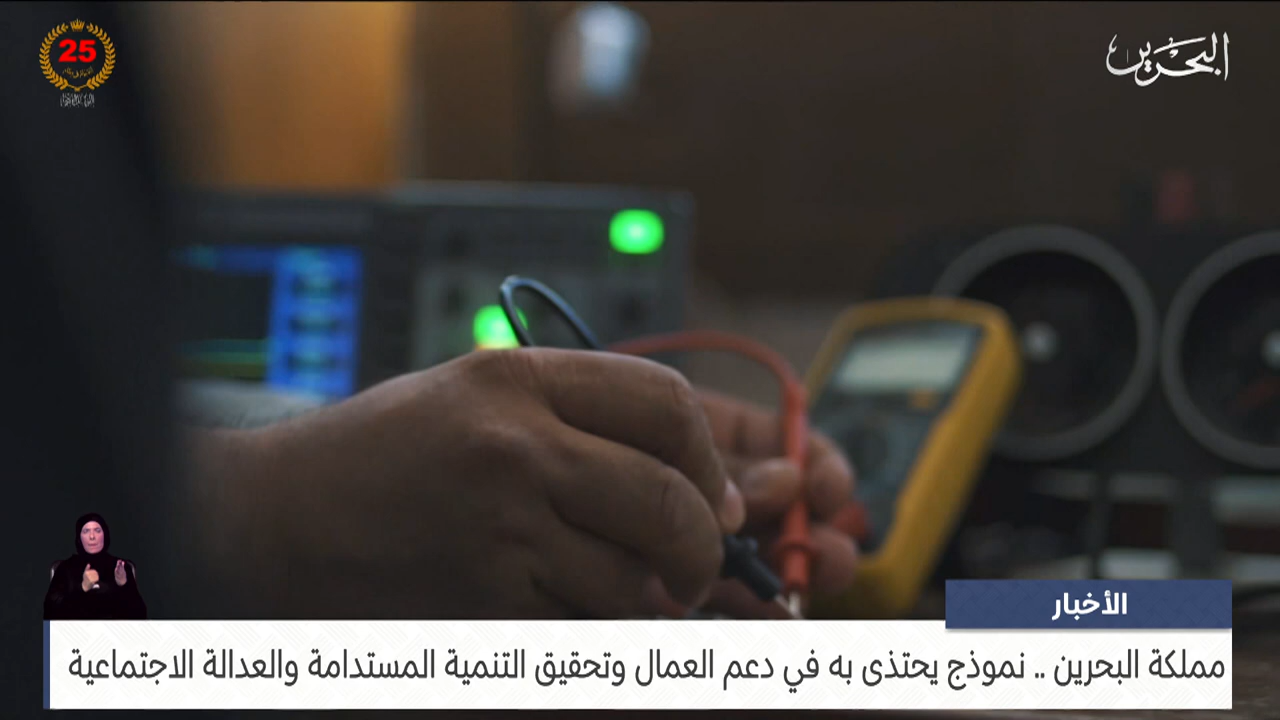 25
البحرين
الأخبار
مملكة البحرين .. نموذج يحتذى به في دعم العمال وتحقيق التنمية المستدامة والعدالة الاجتماعية